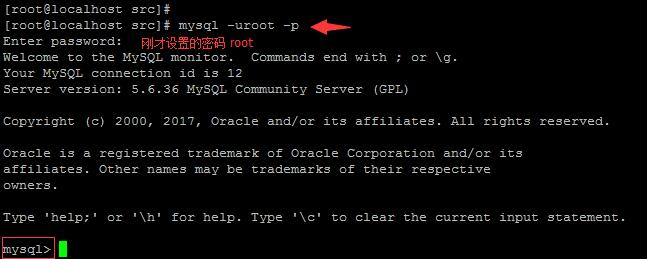 [root@localhost src]#
[root@localhost src]# mysql -uroot -p
Enter password: 刚才设置的密码 root
Welcome to the MySQL monitor.  Commands end with ; or \g.
Your MySQL connection id is 12
Server version: 5.6.36 MySQL Community Server (GPL)
Copyright (c) 2000, 2017, Oracle and/or its affiliates. All rights reserved.
Oracle is a registered trademark of Oracle Corporation and/or its
affiliates. Other names may be trademarks of their respective
owners.
Type 'help;' or '\h' for help. Type '\c' to clear the current input statement.
mysql>